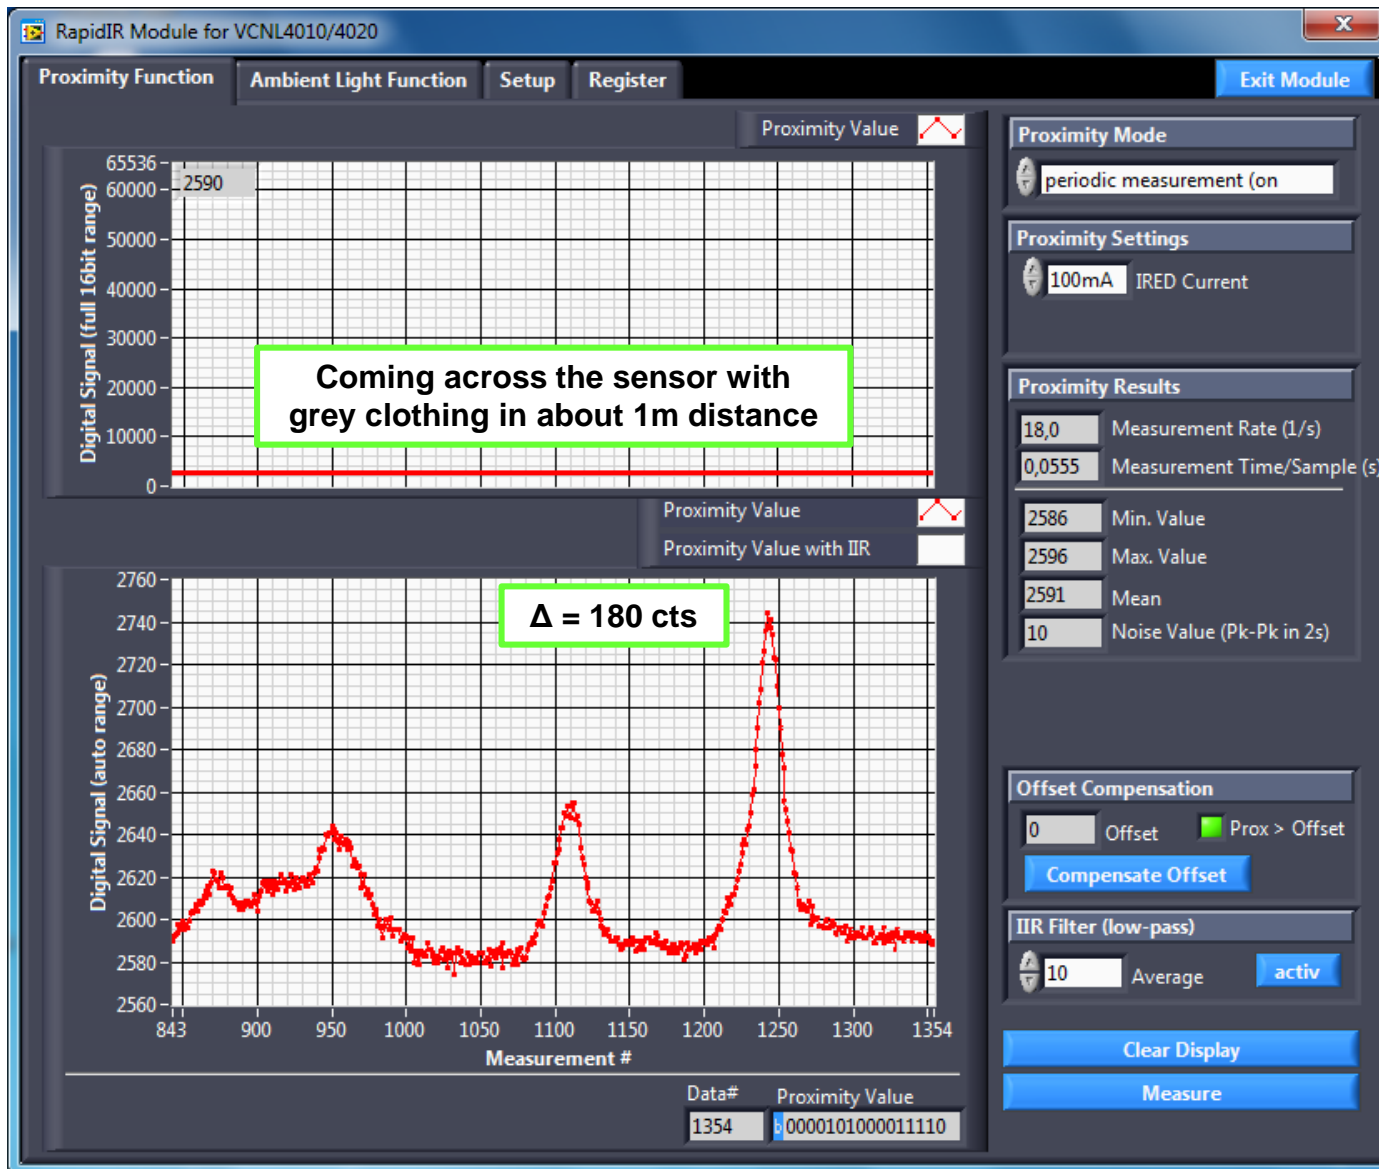 RapidIR Module for VCNL4010/4020
x
Proximity Function
Ambient Light Function
Setup
Register
Exit Module
Proximity Value
Digital Signal (full 16bit range)
65536
60000
50000
40000
30000
20000
10000
0
2590
Coming across the sensor with
grey clothing in about 1m distance
Proximity Value
Proximity Value with IIR
Digital Signal (auto range)
2760
2740
2720
2700
2680
2660
2640
2620
2600
2580
2560
Δ = 180 cts
843 900 950 1000 1050 1100 1150 1200 1250 1300 1354
Measurement #
Data# Proximity Value
1354 b 0000101000011110
Proximity Mode
periodic measurement (on
Proximity Settings
100mA IRED Current
Proximity Results
18,0 Measurement Rate (1/s)
0,0555 Measurement Time/Sample (s)
2586 Min. Value
2596 Max. Value
2591 Mean
10 Noise Value (Pk-Pk in 2s)
Offset Compensation
0 Offset Prox > Offset
Compensate Offset
IIR Filter (low-pass)
10 Average activ
Clear Display
Measure